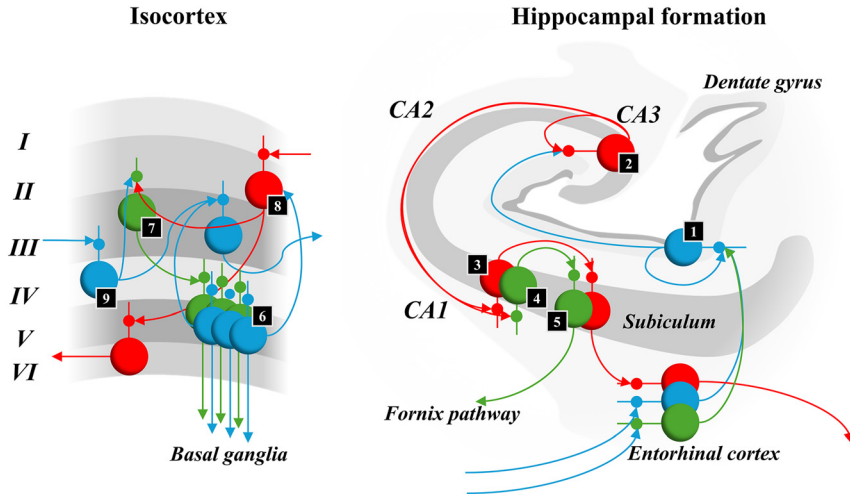 Isocortex
Hippocampal formation
Dentate gyrus
CA2
CA3
I
2
II
8
7
1
III
3
9
4
IV
6
CA1
5
Subiculum
V
VI
Fornix pathway
Basal ganglia
Entorhinal cortex